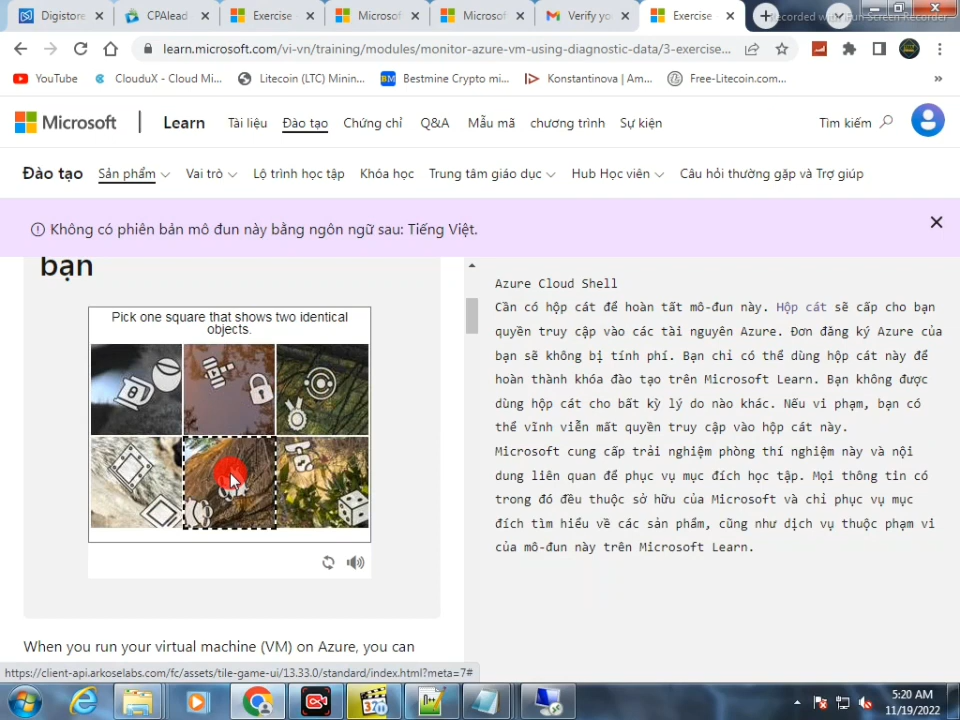 Digistore
CPAlead
Exercise
Microsof
Microsof
Verify yo
Exercise
Recorded with Fun Screen Recorder
learn.microsoft.com/vi-vn/training/modules/monitor-azure-vm-using-diagnostic-data/3-exercise...
YouTube
ClouduX - Cloud Mi...
Litecoin (LTC) Minin...
Bestmine Crypto mi...
Konstantinova | Am...
Free-Litecoin.com...
»
Microsoft
Learn
Tài liệu
Đào tạo
Chứng chỉ
Q&A
Mẫu mã
chương trình
Sự kiện
Tìm kiếm
Đào tạo
Sản phẩm
Vai trò
Lộ trình học tập
Khóa học
Trung tâm giáo dục
Hub Học viên
Câu hỏi thường gặp và Trợ giúp
Không có phiên bản mô đun này bằng ngôn ngữ sau: Tiếng Việt.
bạn
Pick one square that shows two identical
objects.
When you run your virtual machine (VM) on Azure, you can
Azure Cloud Shell
Cần có hộp cát để hoàn tất mô-đun này. Hộp cát sẽ cấp cho bạn
quyền truy cập vào các tài nguyên Azure. Đơn đăng ký Azure của
bạn sẽ không bị tính phí. Bạn chỉ có thể dùng hộp cát này để
hoàn thành khóa đào tạo trên Microsoft Learn. Bạn không được
dùng hộp cát cho bất kỳ lý do nào khác. Nếu vi phạm, bạn có
thể vĩnh viễn mất quyền truy cập vào hộp cát này.
Microsoft cung cấp trải nghiệm phòng thí nghiệm này và nội
dung liên quan để phục vụ mục đích học tập. Mọi thông tin có
trong đó đều thuộc sở hữu của Microsoft và chỉ phục vụ mục
đích tìm hiểu về các sản phẩm, cũng như dịch vụ thuộc phạm vi
của mô-đun này trên Microsoft Learn.
https://client-api.arkoselabs.com/fc/assets/tile-game-ui/13.33.0/standard/index.html?meta=7#
5:20 AM
11/19/2022